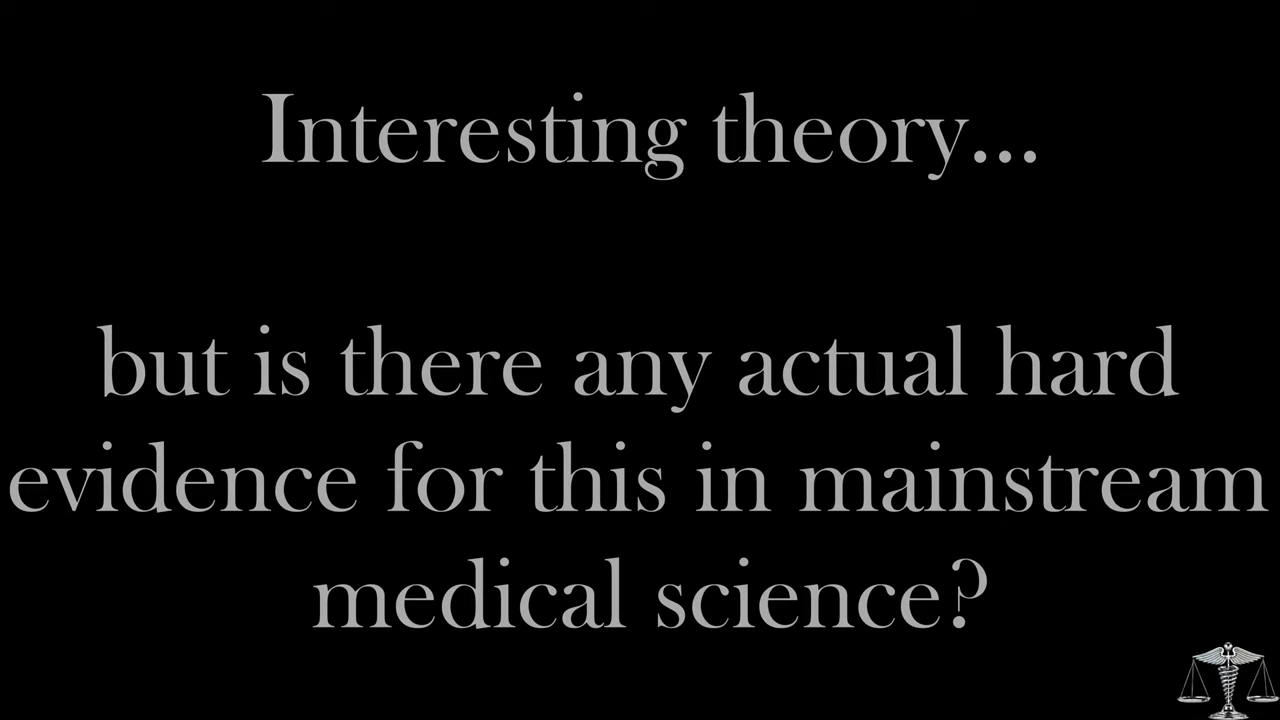 Interesting theory...
but is there any actual hard
evidence for this in mainstream
medical science?